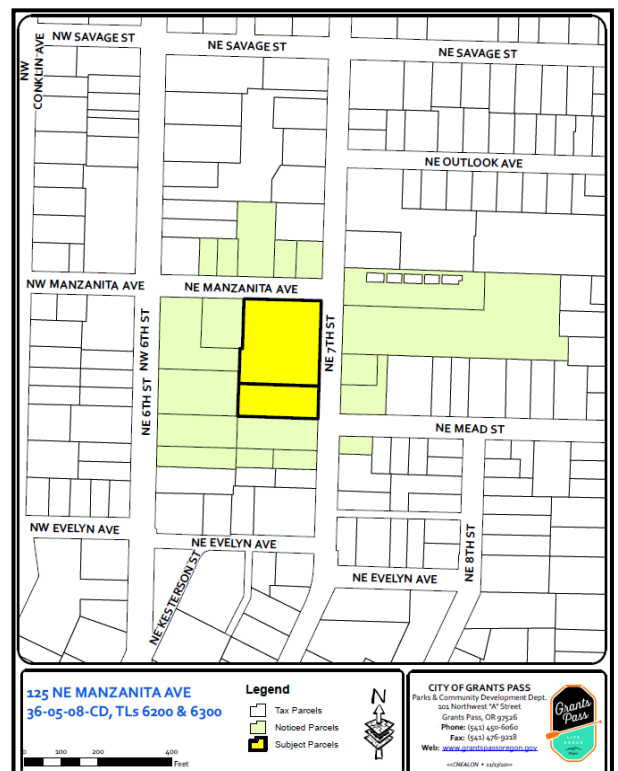 NW SAVAGE ST
NE SAVAGE ST
NE SAVAGE ST
NW
CONKLIN AVE
NE OUTLOOK AVE
NW MANZANITA AVE
NE MANZANITA AVE
NW 6TH ST
NE 7TH ST
NE 6TH ST
NE MEAD ST
NW EVELYN AVE
NE EVELYN AVE
NE 8TH ST
NE EVELYN AVE
NE KESTERSON ST
125 NE MANZANITA AVE
36-05-08-CD, TLs 6200 & 6300
0 100 200 400
Feet
Legend
Tax Parcels
Noticed Parcels
Subject Parcels
N
CITY OF GRANTS PASS
Parks & Community Development Dept.
101 Northwest "A" Street
Grants Pass, OR 97526
Phone: (541) 450-6060
Fax: (541) 476-9218
Web: www.grantspassoregon.gov
Grants
Pass